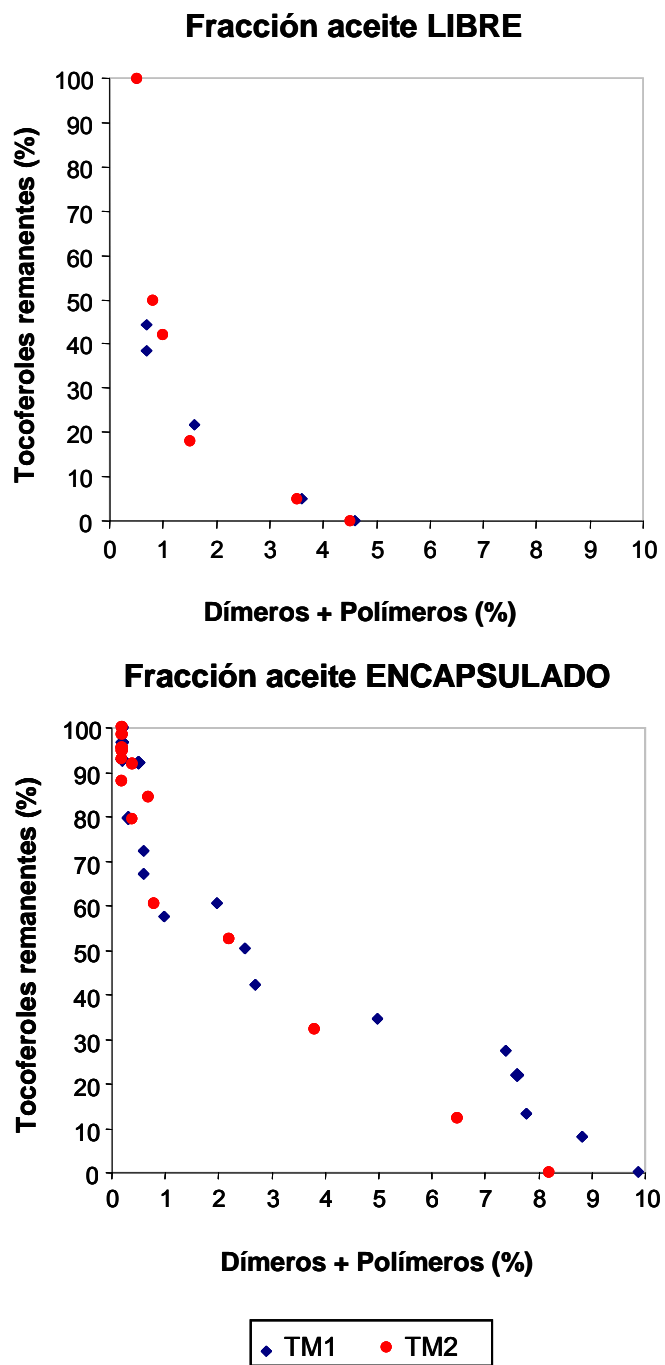 Fracción aceite LIBRE
Tocoferoles remanentes (%)
100
90
80
70
60
50
40
30
20
10
0
0 1 2 3 4 5 6 7 8 9 10
Dímeros + Polímeros (%)
Fracción aceite ENCAPSULADO
Tocoferoles remanentes (%)
100
90
80
70
60
50
40
30
20
10
0
0 1 2 3 4 5 6 7 8 9 10
Dímeros + Polímeros (%)
TM1 TM2